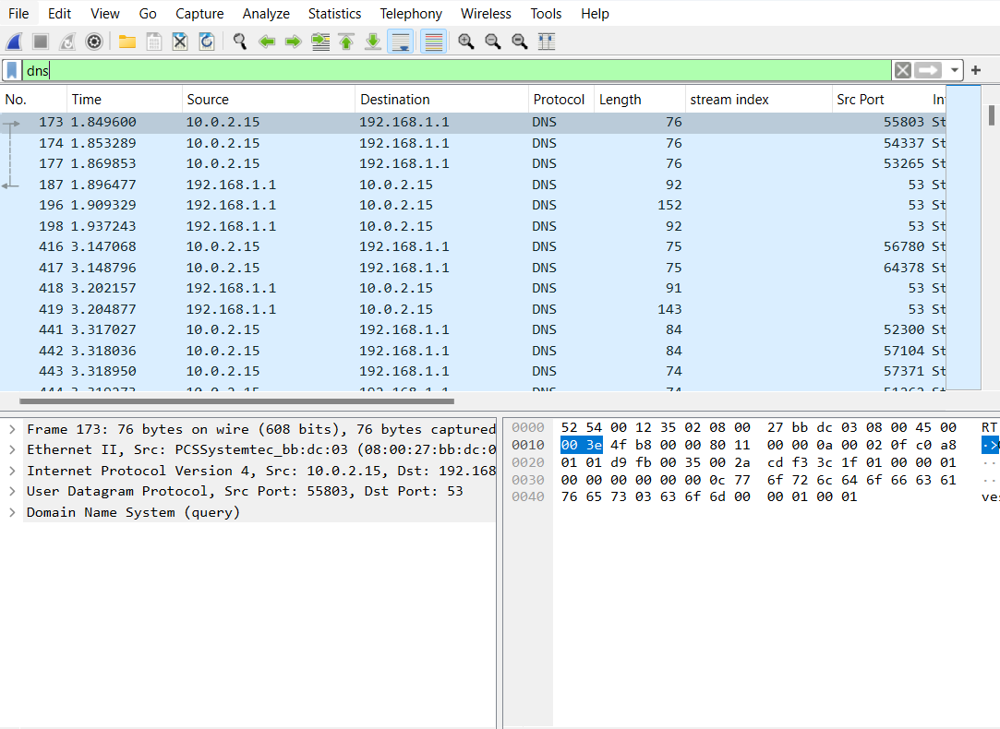 File Edit View Go Capture Analyze Statistics Telephony Wireless Tools Help
dns
No. Time Source Destination Protocol Length stream index Src Port
173 1.849600 10.0.2.15 192.168.1.1 DNS 76 55803 St
174 1.853289 10.0.2.15 192.168.1.1 DNS 76 54337 St
177 1.869853 10.0.2.15 192.168.1.1 DNS 76 53265 St
187 1.896477 192.168.1.1 10.0.2.15 DNS 92 53 St
196 1.909329 192.168.1.1 10.0.2.15 DNS 152 53 St
198 1.937243 192.168.1.1 10.0.2.15 DNS 92 53 St
416 3.147068 10.0.2.15 192.168.1.1 DNS 75 56780 St
417 3.148796 10.0.2.15 192.168.1.1 DNS 75 64378 St
418 3.202157 192.168.1.1 10.0.2.15 DNS 91 53 St
419 3.204877 192.168.1.1 10.0.2.15 DNS 143 53 St
441 3.317027 10.0.2.15 192.168.1.1 DNS 84 52300 St
442 3.318036 10.0.2.15 192.168.1.1 DNS 84 57104 St
443 3.318950 10.0.2.15 192.168.1.1 DNS 74 57371 St
Frame 173: 76 bytes on wire (608 bits), 76 bytes captured
Ethernet II, Src: PCSSystemtec_bb:dc:03 (08:00:27:bb:dc:0
Internet Protocol Version 4, Src: 10.0.2.15, Dst: 192.168
User Datagram Protocol, Src Port: 55803, Dst Port: 53
Domain Name System (query)
0000 52 54 00 12 35 02 08 00 27 bb dc 03 08 00 45 00 RT
0010 00 3e 4f b8 00 00 80 11 00 00 0a 00 02 0f c0 a8 ·>
0020 01 01 d9 fb 00 35 00 2a cd f3 3c 1f 01 00 00 01 ··
0030 00 00 00 00 00 00 0c 77 6f 72 6c 64 6f 66 63 61 ··
0040 76 65 73 03 63 6f 6d 00 00 01 00 01 ves